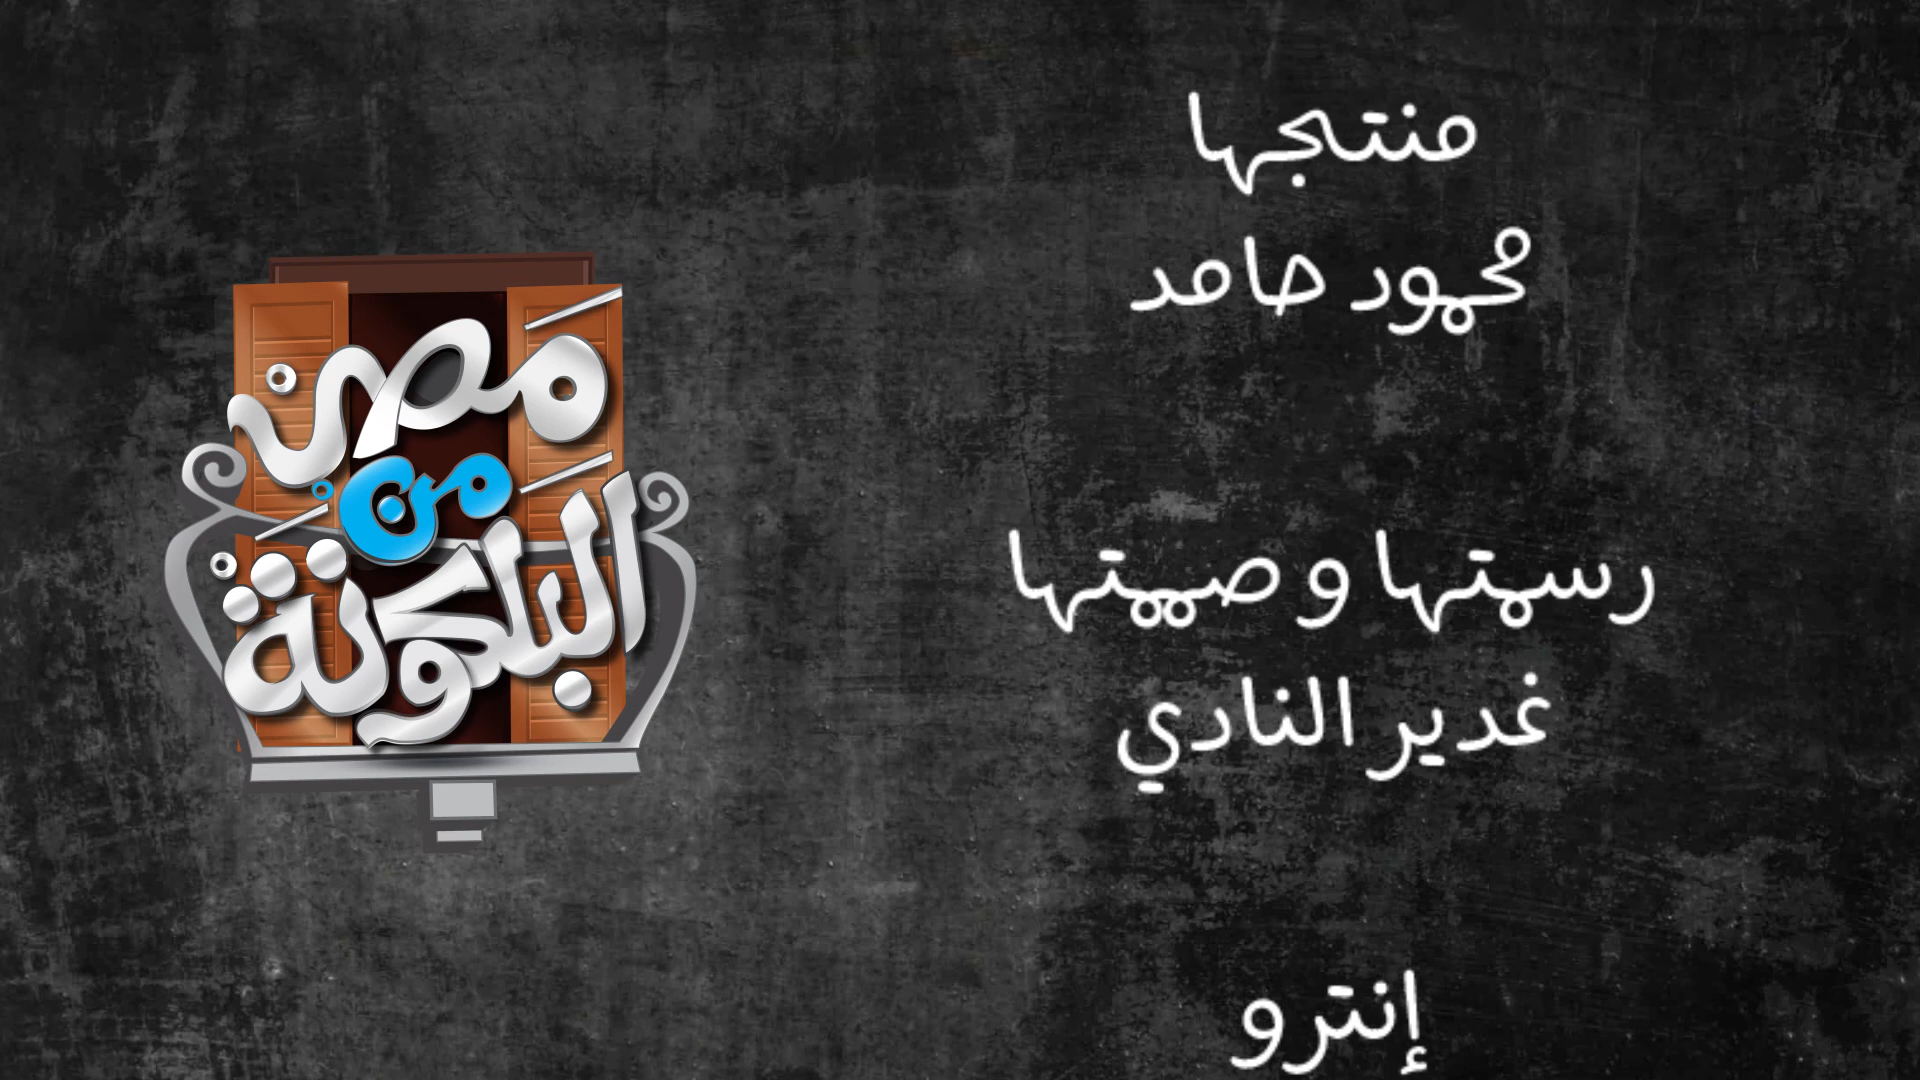 مصر
من
البلكونة
منتجها
محمود حامد
رسمتها و صممتها
غدير النادي
إنترو